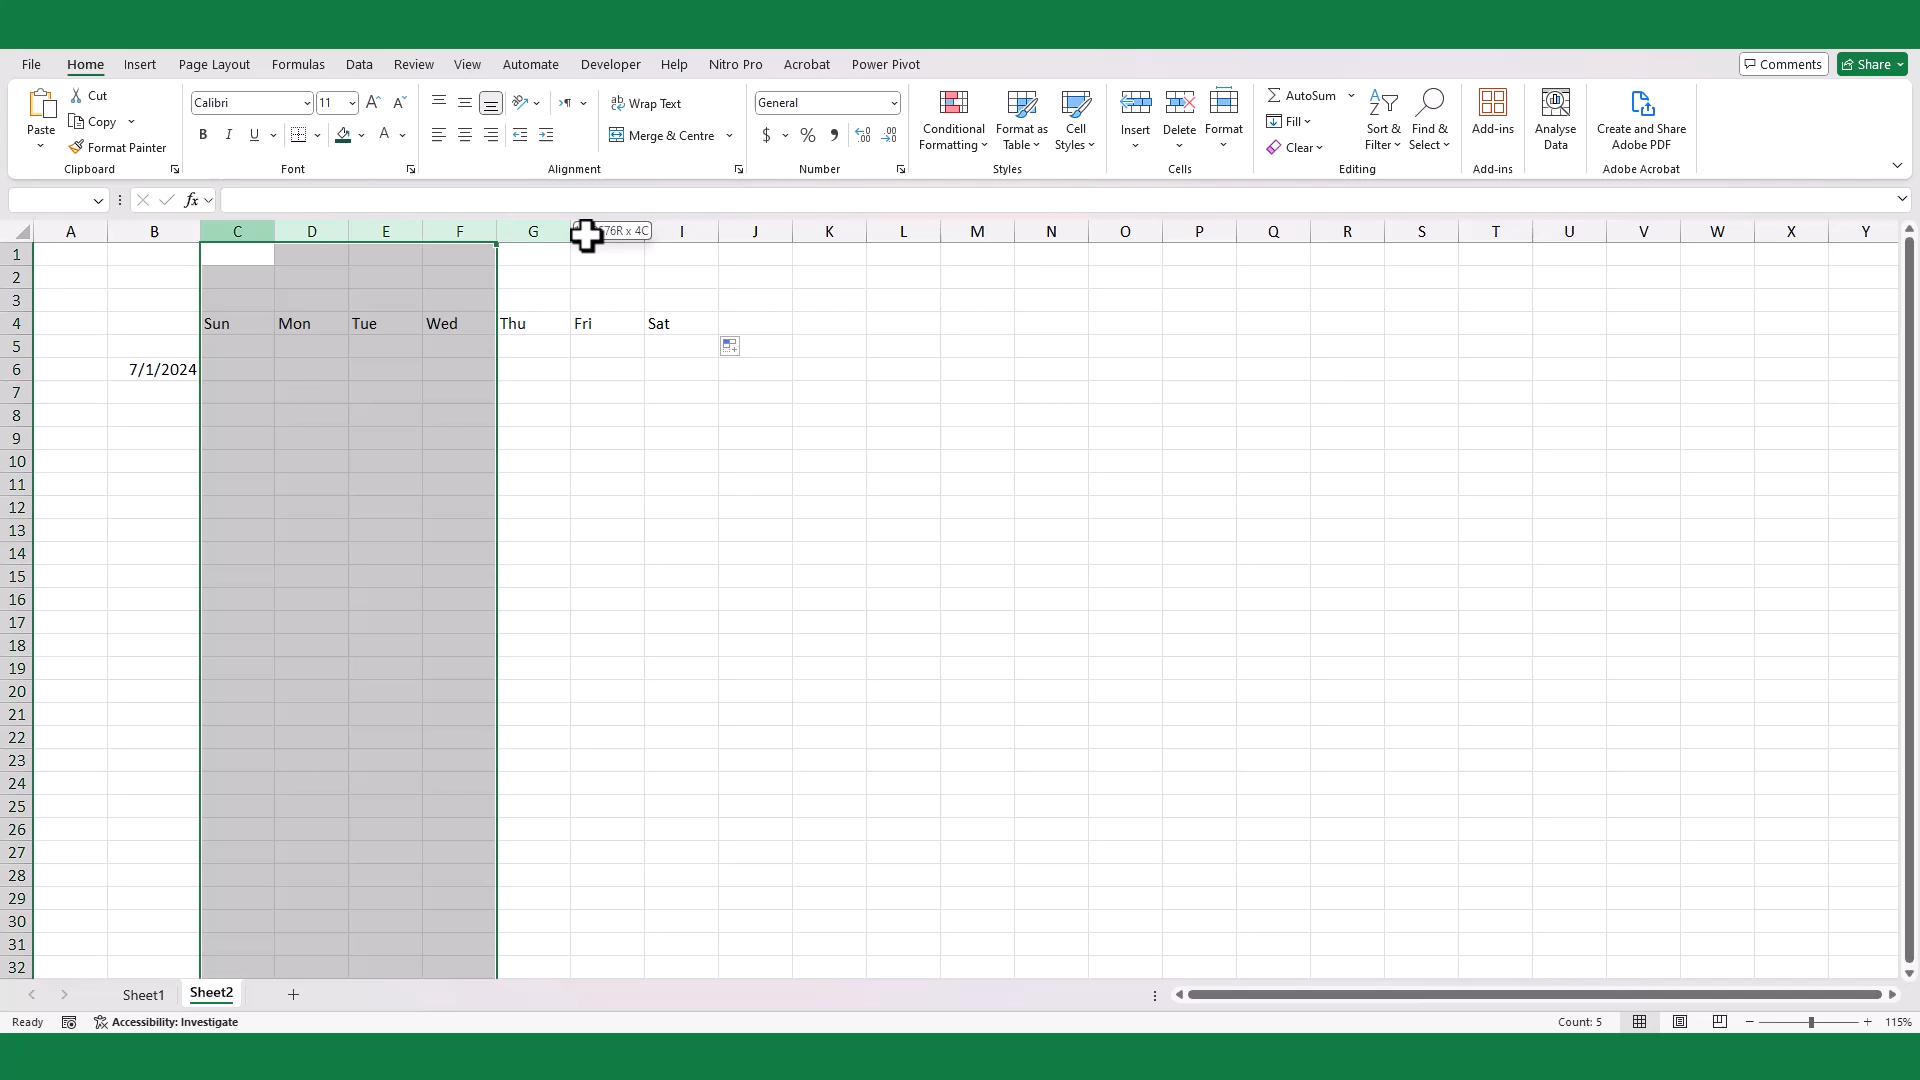 File Home Insert Page Layout Formulas Data Review View Automate Developer Help Nitro Pro Acrobat Power Pivot Comments Share
Cut
Copy
Format Painter
Paste
Clipboard
Calibri 11
B I U
Font
Wrap Text
Merge & Centre
Alignment
General
$ % 9
Number
Conditional Formatting
Format as Table
Cell Styles
Styles
Insert Delete Format
Cells
AutoSum
Fill
Clear
Sort & Filter
Find & Select
Editing
Add-ins
Add-ins
Analyse Data
Create and Share Adobe PDF
Adobe Acrobat
fx
A B C D E F G 576R x 4C I J K L M N O P Q R S T U V W X Y
1
2
3
4 Sun Mon Tue Wed Thu Fri Sat
5
6 7/1/2024
7
8
9
10
11
12
13
14
15
16
17
18
19
20
21
22
23
24
25
26
27
28
29
30
31
32
Sheet1 Sheet2
Ready Accessibility: Investigate Count: 5 115%